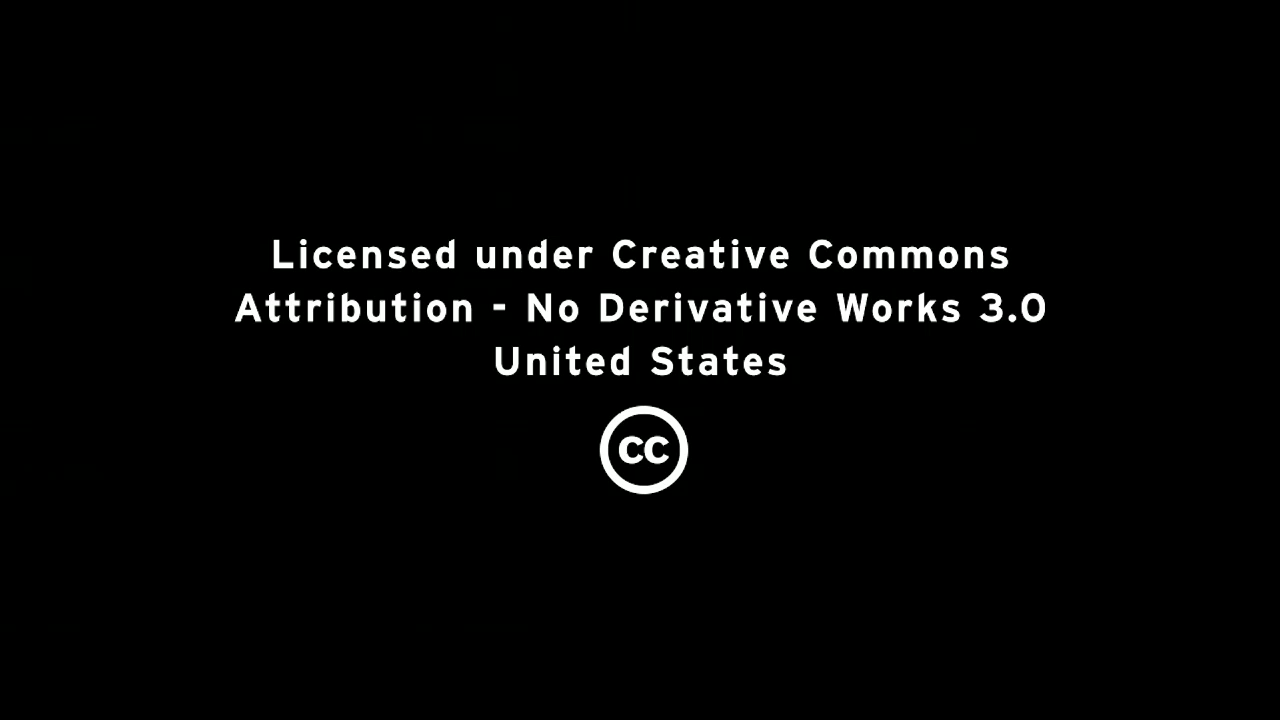 Licensed under Creative Commons
Attribution - No Derivative Works 3.0
United States
cc